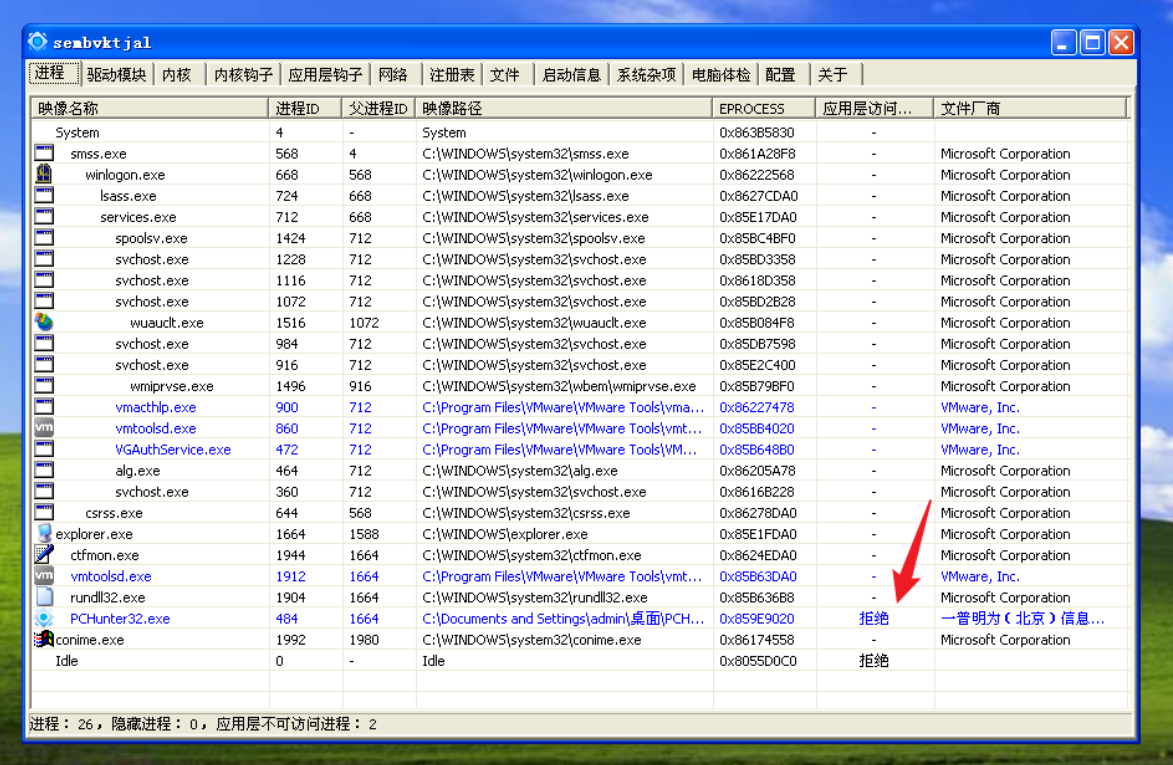 sembvktjal
进程 驱动模块 内核 内核钩子 应用层钩子 网络 注册表 文件 启动信息 系统杂项 电脑体检 配置 关于
映像名称 进程ID 父进程ID 映像路径 EPROCESS 应用层访问... 文件厂商
System 4 - System 0x863B5830 -
smss.exe 568 4 C:\WINDOWS\system32\smss.exe 0x861A28F8 - Microsoft Corporation
winlogon.exe 668 568 C:\WINDOWS\system32\winlogon.exe 0x86222568 - Microsoft Corporation
lsass.exe 724 668 C:\WINDOWS\system32\lsass.exe 0x8627CDA0 - Microsoft Corporation
services.exe 712 668 C:\WINDOWS\system32\services.exe 0x85E17DA0 - Microsoft Corporation
spoolsv.exe 1424 712 C:\WINDOWS\system32\spoolsv.exe 0x85BC4BF0 - Microsoft Corporation
svchost.exe 1228 712 C:\WINDOWS\system32\svchost.exe 0x85BD3358 - Microsoft Corporation
svchost.exe 1116 712 C:\WINDOWS\system32\svchost.exe 0x8618D358 - Microsoft Corporation
svchost.exe 1072 712 C:\WINDOWS\system32\svchost.exe 0x85BD2B28 - Microsoft Corporation
wuauclt.exe 1516 1072 C:\WINDOWS\system32\wuauclt.exe 0x85B084F8 - Microsoft Corporation
svchost.exe 984 712 C:\WINDOWS\system32\svchost.exe 0x85DB7598 - Microsoft Corporation
svchost.exe 916 712 C:\WINDOWS\system32\svchost.exe 0x85E2C400 - Microsoft Corporation
wmiprvse.exe 1496 916 C:\WINDOWS\system32\wbem\wmiprvse.exe 0x85B79BF0 - Microsoft Corporation
vmacthlp.exe 900 712 C:\Program Files\VMware\VMware Tools\vma... 0x86227478 - VMware, Inc.
vmtoolsd.exe 860 712 C:\Program Files\VMware\VMware Tools\vmt... 0x85BB4020 - VMware, Inc.
VGAuthService.exe 472 712 C:\Program Files\VMware\VMware Tools\VM... 0x85B648B0 - VMware, Inc.
alg.exe 464 712 C:\WINDOWS\system32\alg.exe 0x86205A78 - Microsoft Corporation
svchost.exe 360 712 C:\WINDOWS\system32\svchost.exe 0x8616B228 - Microsoft Corporation
csrss.exe 644 568 C:\WINDOWS\system32\csrss.exe 0x86278DA0 - Microsoft Corporation
explorer.exe 1664 1588 C:\WINDOWS\explorer.exe 0x85E1FDA0 - Microsoft Corporation
ctfmon.exe 1944 1664 C:\WINDOWS\system32\ctfmon.exe 0x8624EDA0 - Microsoft Corporation
vmtoolsd.exe 1912 1664 C:\Program Files\VMware\VMware Tools\vmt... 0x85B63DA0 - VMware, Inc.
rundll32.exe 1904 1664 C:\WINDOWS\system32\rundll32.exe 0x85B636B8 - Microsoft Corporation
PCHunter32.exe 484 1664 C:\Documents and Settings\admin\桌面\PCH... 0x859E9020 拒绝 一普明为(北京)信息...
conime.exe 1992 1980 C:\WINDOWS\system32\conime.exe 0x86174558 - Microsoft Corporation
Idle 0 - Idle 0x8055D0C0 拒绝
进程: 26, 隐藏进程: 0, 应用层不可访问进程: 2